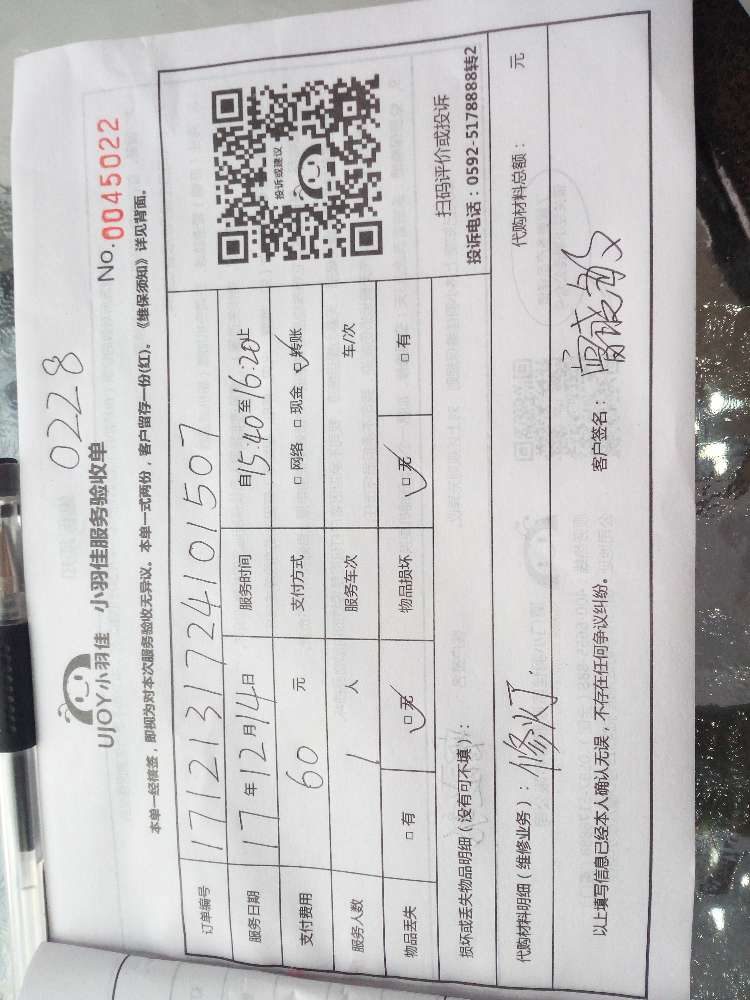 0228
UJOY小羽佳 小羽佳服务验收单 No.0045022
本单一经核签，即视为对本次服务验收无异议。本单一式两份，客户留存一份(红)。《维保须知》详见背面。
订单编号 1712131724101507
服务日期 17年12月14日 服务时间 自15:40至16:20止
支付费用 60 元 支付方式 □网络 □现金 □转账
服务人数 1 人 服务车次 车/次
物品丢失 □有 □无 物品损坏 □无 □有
投诉或建议
扫码评价或投诉
投诉电话：0592-5178888转2
损坏或丢失物品明细（没有可不填）：
代购材料明细（维修业务）：修灯 代购材料总额： 元
以上填写信息已经本人确认无误，不存在任何争议纠纷。 客户签名：